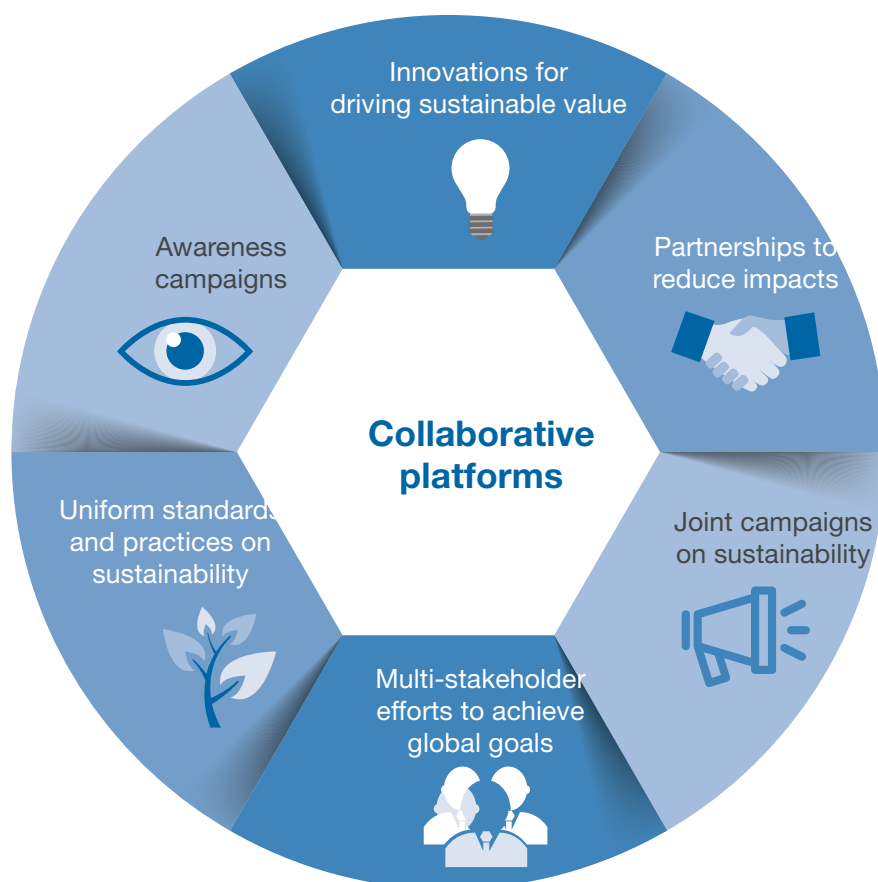 Innovations for
driving sustainable value
Partnerships to
reduce impacts
Joint campaigns
on sustainability
Multi-stakeholder
efforts to achieve
global goals
Uniform standards
and practices on
sustainability
Awareness
campaigns
Collaborative
platforms